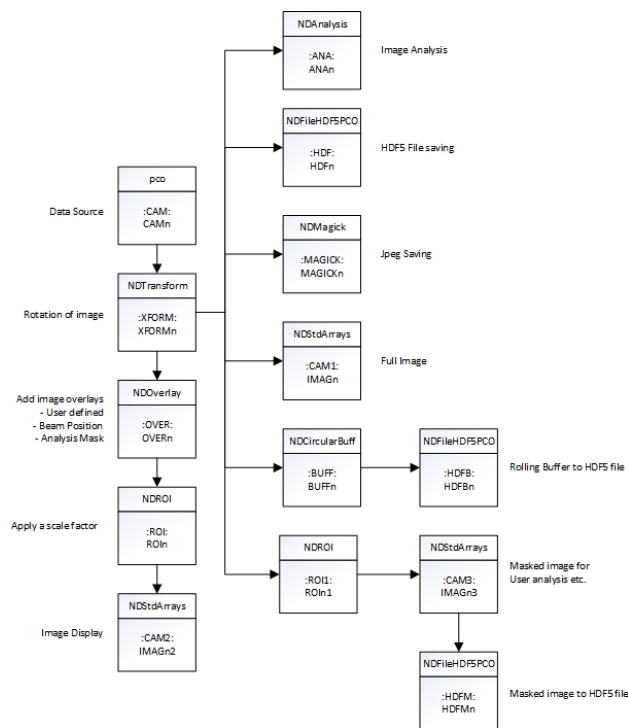 NDAnalysis
:ANA:
ANAn
Image Analysis
NDFileHDF5PCO
:HDF:
HDFn
HDF5 File saving
pco
:CAM:
CAMn
Data Source
NDMagick
:MAGICK:
MAGICKn
Jpeg Saving
NDTransform
:XFORM:
XFORMn
Rotation of image
NDStdArrays
:CAM1:
IMAGn
Full Image
NDOverlay
:OVER:
OVERn
Add image overlays
- User defined
- Beam Position
- Analysis Mask
NDCircularBuff
:BUFF:
BUFFn
NDFileHDF5PCO
:HDFB:
HDFBn
Rolling Buffer to HDF5 file
NDROI
:ROI:
ROIn
Apply a scale factor
NDROI
:ROI1:
ROIn1
NDStdArrays
:CAM3:
IMAGn3
Masked image for
User analysis etc.
NDStdArrays
:CAM2:
IMAGn2
Image Display
NDFileHDF5PCO
:HDFM:
HDFMn
Masked image to HDF5 file